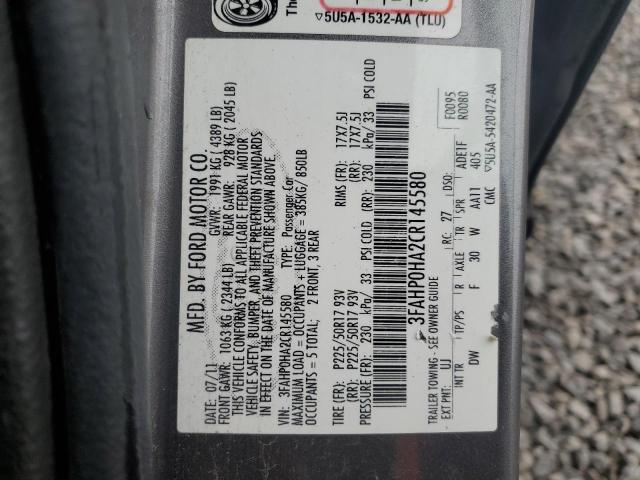 The
▽5U5A-1532-AA (TLU)
MFD. BY FORD MOTOR CO.
DATE: 07/11 GVWR: 1991 KG ( 4389 LB)
FRONT GAWR: 1063 KG ( 2344 LB) REAR GAWR: 928 KG ( 2045 LB)
THIS VEHICLE CONFORMS TO ALL APPLICABLE FEDERAL MOTOR
VEHICLE SAFETY, BUMPER, AND THEFT PREVENTION STANDARDS
IN EFFECT ON THE DATE OF MANUFACTURE SHOWN ABOVE
VIN: 3FAHP0HA2CR145580 TYPE: Passenger Car
MAXIMUM LOAD = OCCUPANTS + LUGGAGE = 385KG/ 850LB
OCCUPANTS = 5 TOTAL; 2 FRONT, 3 REAR
TIRE (FR): P225/50R17 93V RIMS (FR): 17X7.5J
(RR): P225/50R17 93V (RR): 17X7.5J
PRESSURE (FR): 230 kPa/ 33 PSI COLD (RR): 230 kPa/ 33 PSI COLD
3FAHP0HA2CR145580
TRAILER TOWING - SEE OWNER GUIDE F0095
R0080
EXT PNT: UJ RC: 27 DSO:
INT TR TP/PS R AXLE TR SPR ADE1F
DW F 30 W AA11 405
CMC ▽5U5A-5420472-AA